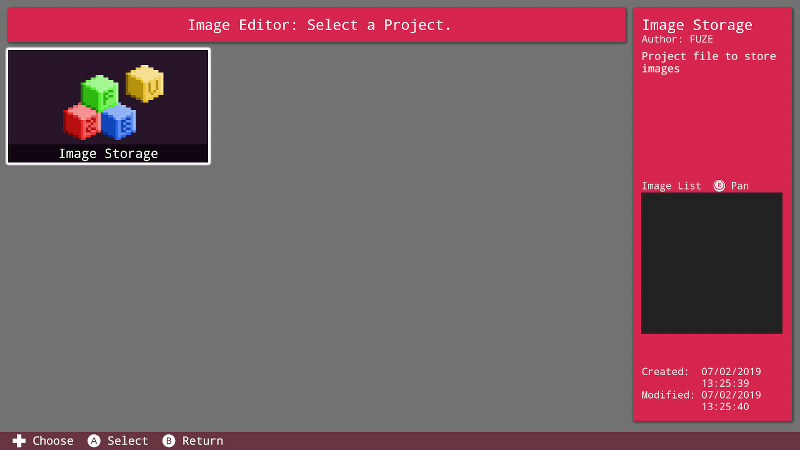 Image Editor: Select a Project.
Image Storage
Image Storage
Author: FUZE
Project file to store
images
Image List R Pan
Created: 07/02/2019
13:25:39
Modified: 07/02/2019
13:25:40
Choose A Select B Return